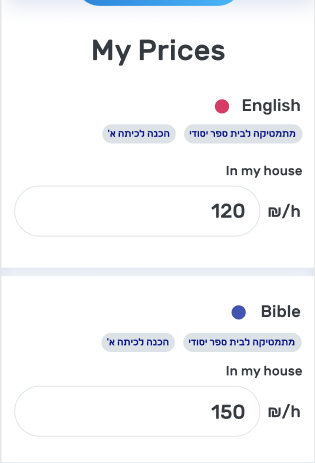 My Prices
English
מתמטיקה לבית ספר יסודי הכנה לכיתה א'
In my house
120 ₪/h
Bible
מתמטיקה לבית ספר יסודי הכנה לכיתה א'
In my house
150 ₪/h